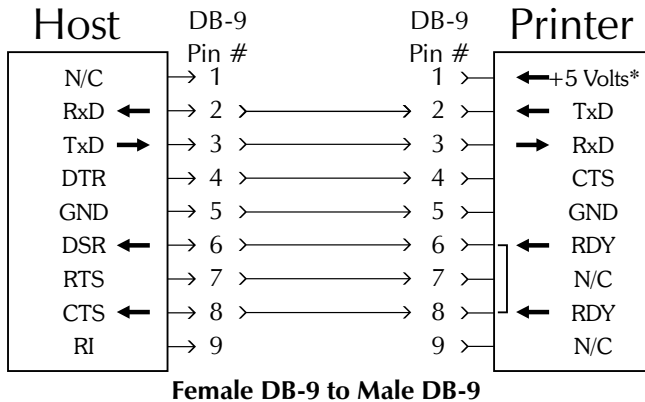 Host DB-9 Pin # DB-9 Pin # Printer
N/C 1 1 +5 Volts*
RxD 2 2 TxD
TxD 3 3 RxD
DTR 4 4 CTS
GND 5 5 GND
DSR 6 6 RDY
RTS 7 7 N/C
CTS 8 8 RDY
RI 9 9 N/C
Female DB-9 to Male DB-9